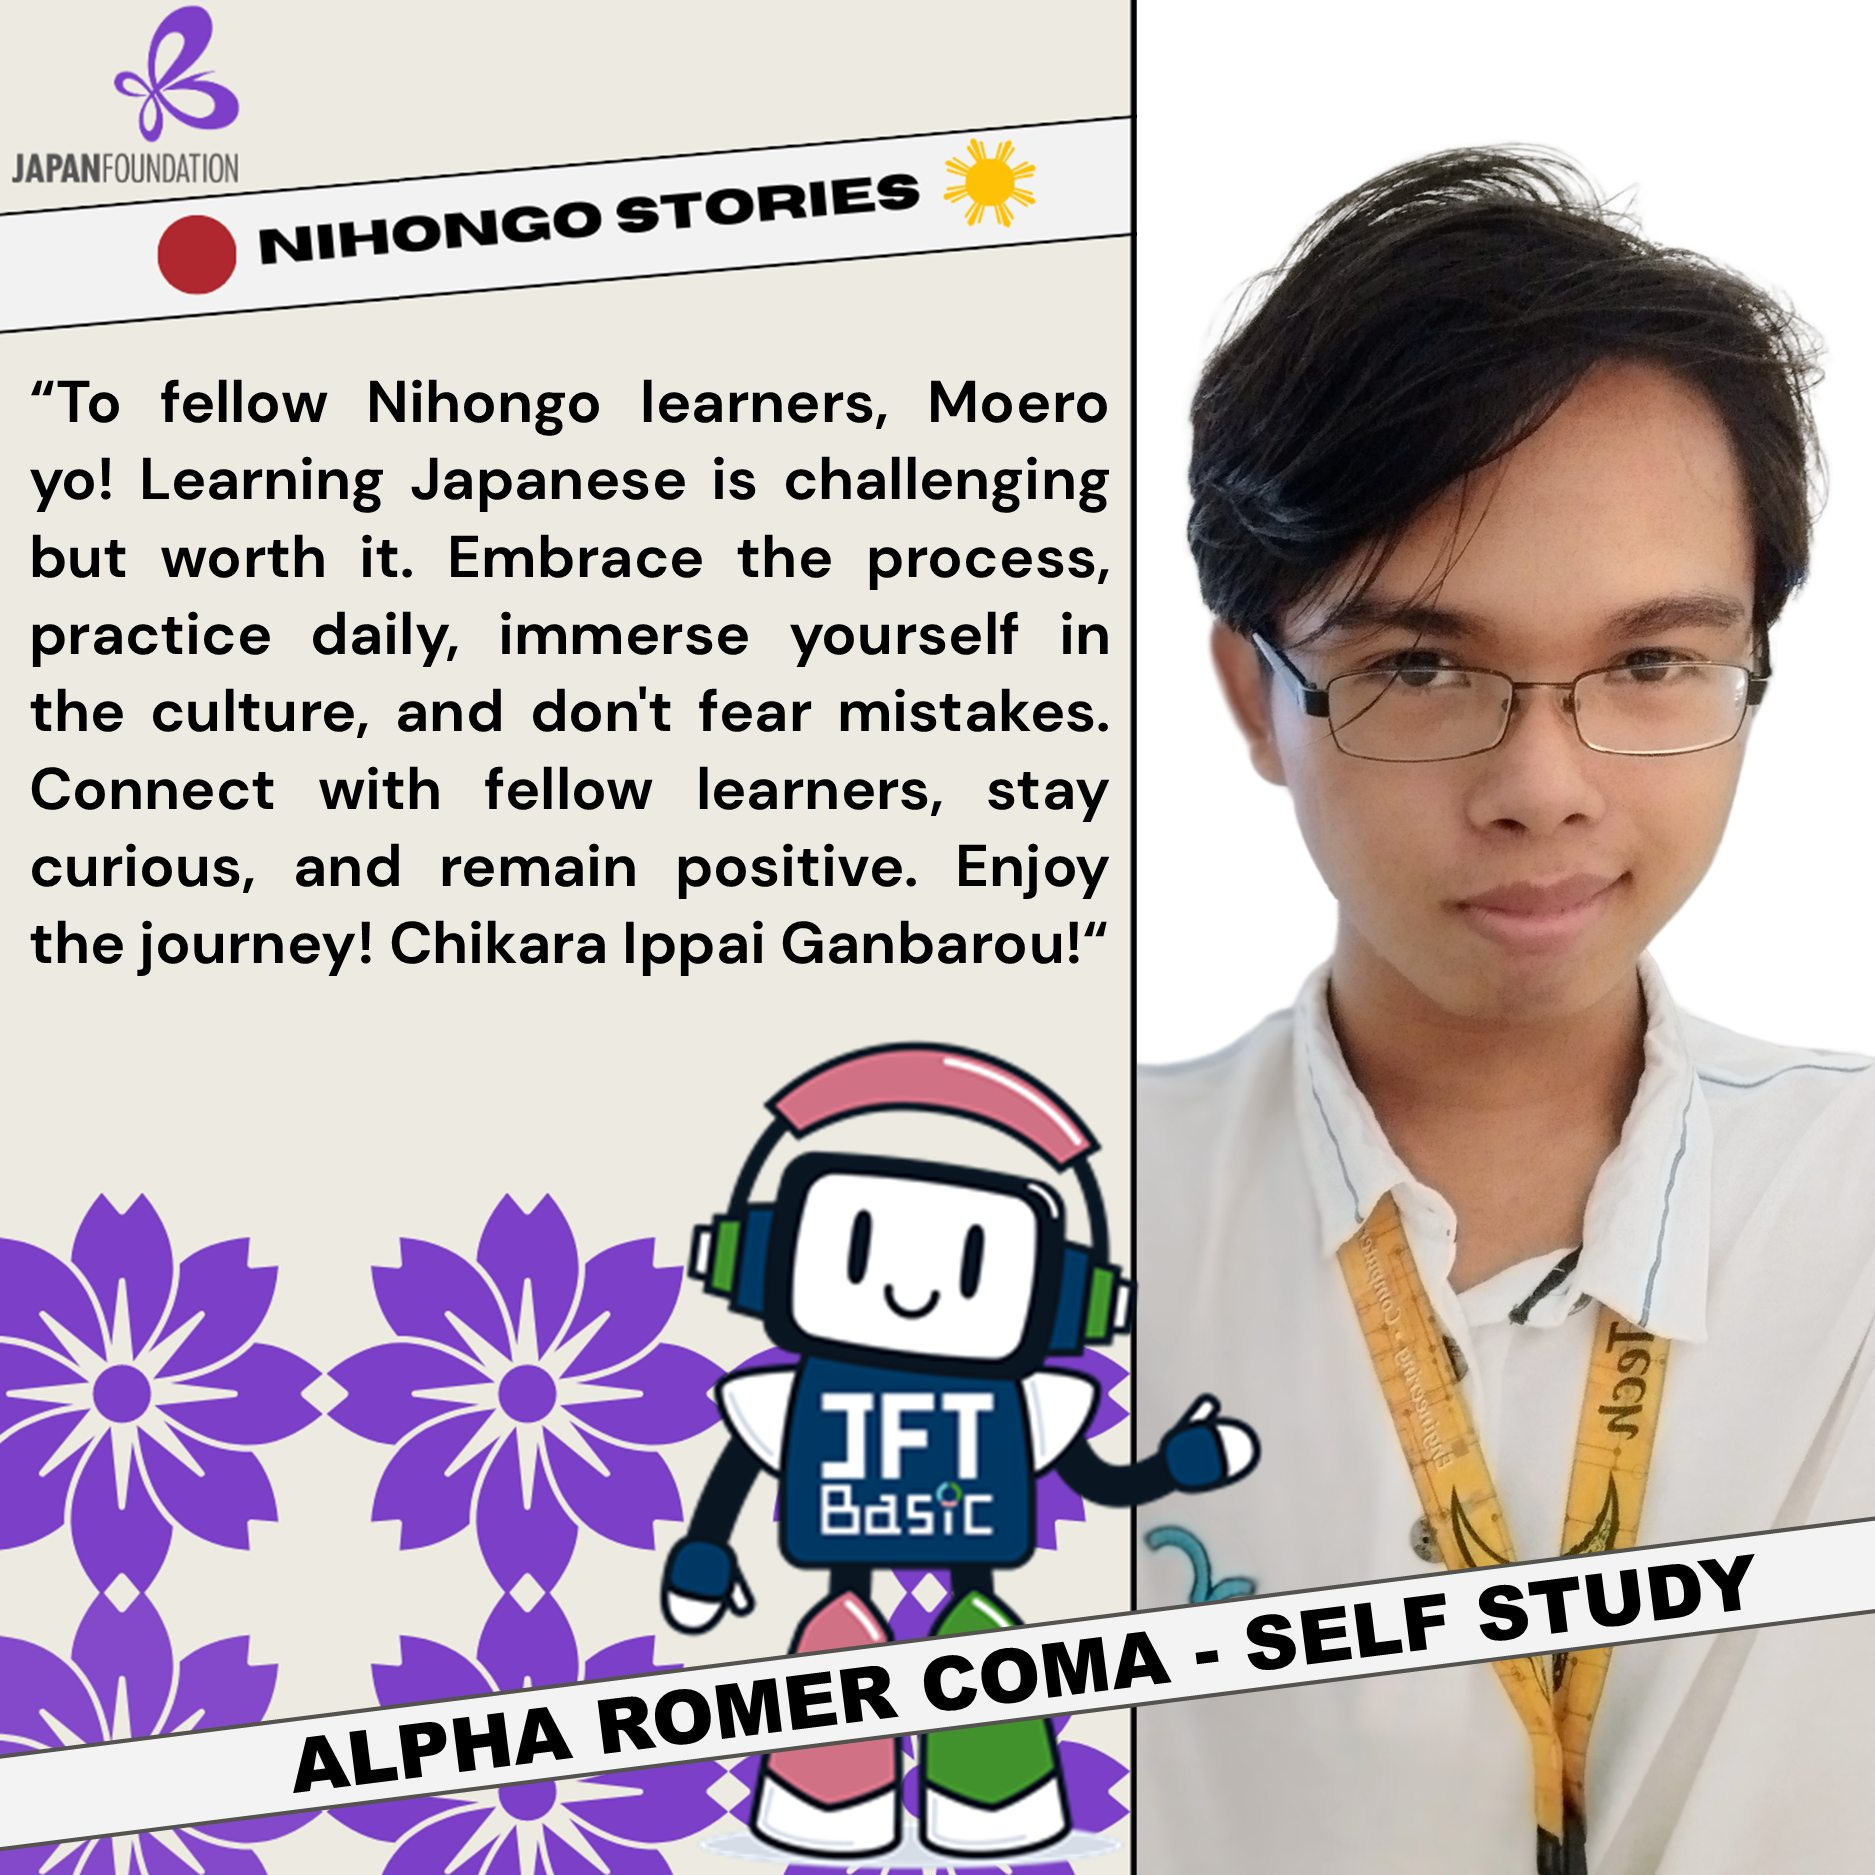 JAPANFOUNDATION
NIHONGO STORIES
“To fellow Nihongo learners, Moero
yo! Learning Japanese is challenging
but worth it. Embrace the process,
practice daily, immerse yourself in
the culture, and don't fear mistakes.
Connect with fellow learners, stay
curious, and remain positive. Enjoy
the journey! Chikara Ippai Ganbarou!“
JFT
Basic
ALPHA ROMER COMA - SELF STUDY